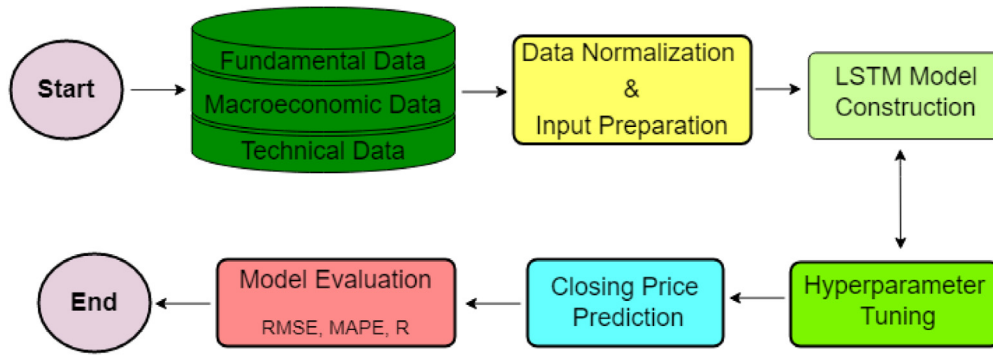 Start
Fundamental Data
Macroeconomic Data
Technical Data
Data Normalization
&
Input Preparation
LSTM Model
Construction
End
Model Evaluation
RMSE, MAPE, R
Closing Price
Prediction
Hyperparameter
Tuning